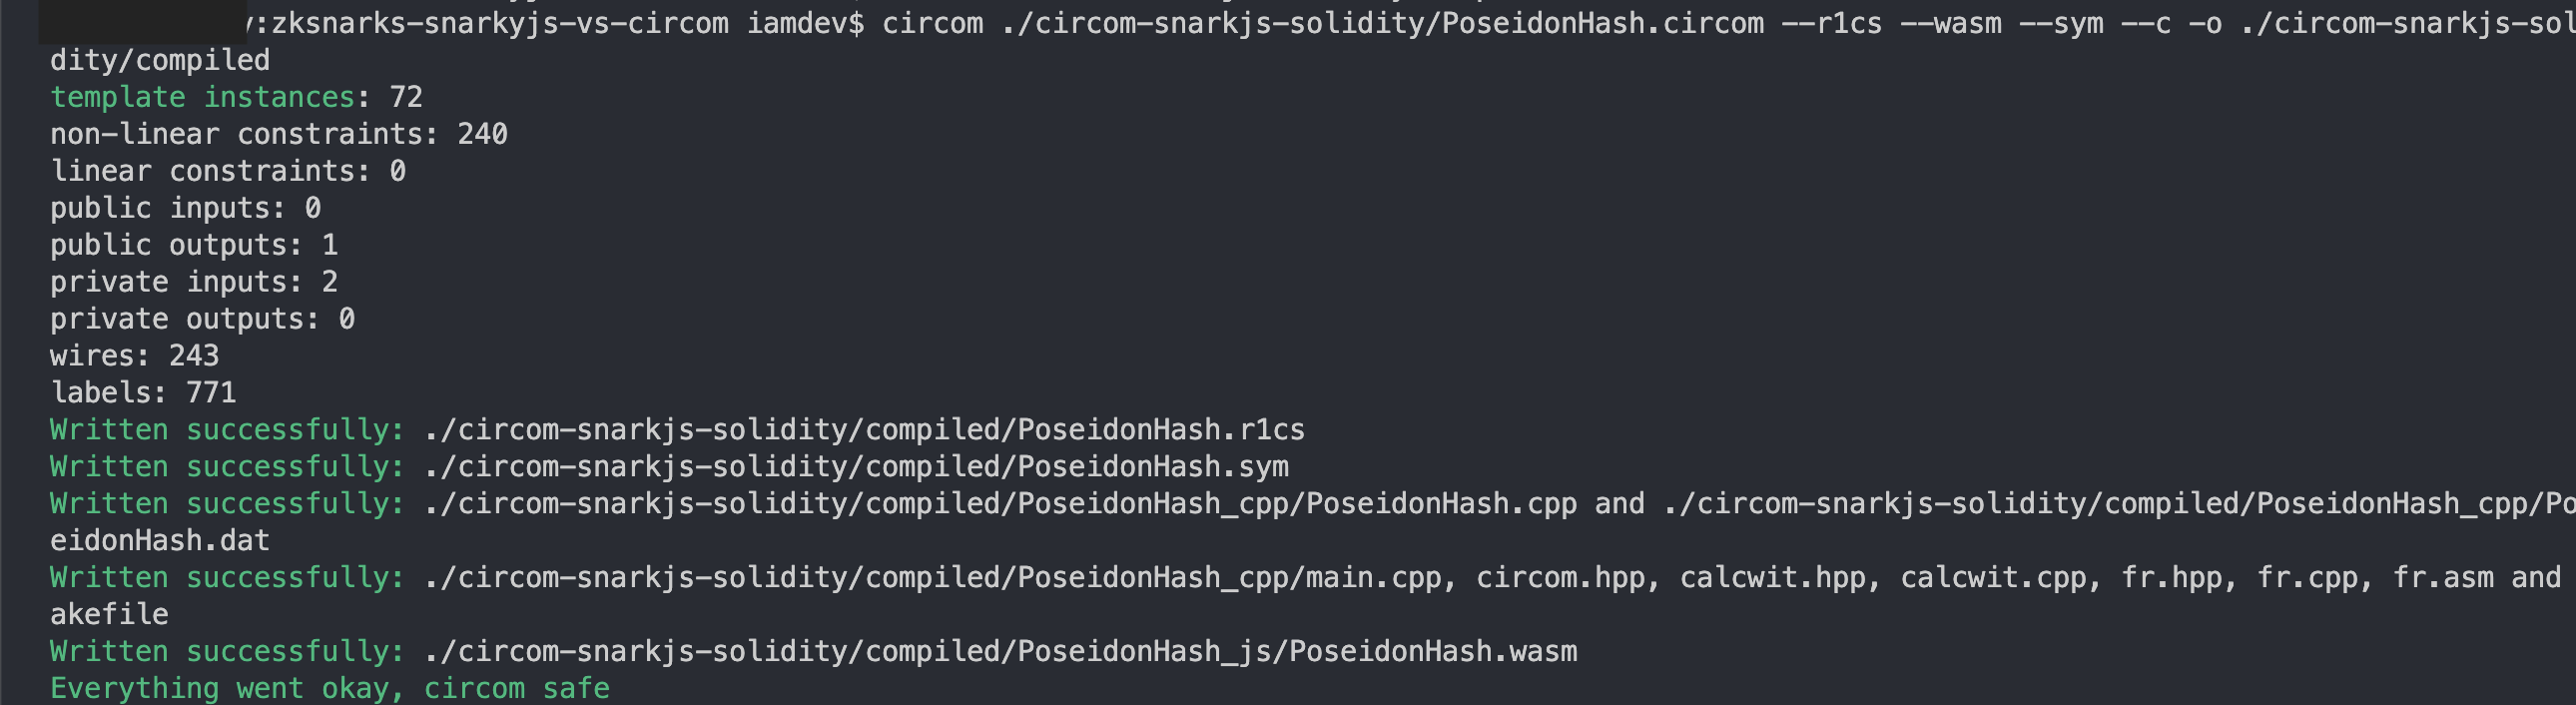 y:zksnarks-snarkyjs-vs-circom iamdev$ circom ./circom-snarkjs-solidity/PoseidonHash.circom --r1cs --wasm --sym --c -o ./circom-snarkjs-sol
dity/compiled
template instances: 72
non-linear constraints: 240
linear constraints: 0
public inputs: 0
public outputs: 1
private inputs: 2
private outputs: 0
wires: 243
labels: 771
Written successfully: ./circom-snarkjs-solidity/compiled/PoseidonHash.r1cs
Written successfully: ./circom-snarkjs-solidity/compiled/PoseidonHash.sym
Written successfully: ./circom-snarkjs-solidity/compiled/PoseidonHash_cpp/PoseidonHash.cpp and ./circom-snarkjs-solidity/compiled/PoseidonHash_cpp/Po
eidonHash.dat
Written successfully: ./circom-snarkjs-solidity/compiled/PoseidonHash_cpp/main.cpp, circom.hpp, calcwit.hpp, calcwit.cpp, fr.hpp, fr.cpp, fr.asm and
akefile
Written successfully: ./circom-snarkjs-solidity/compiled/PoseidonHash_js/PoseidonHash.wasm
Everything went okay, circom safe